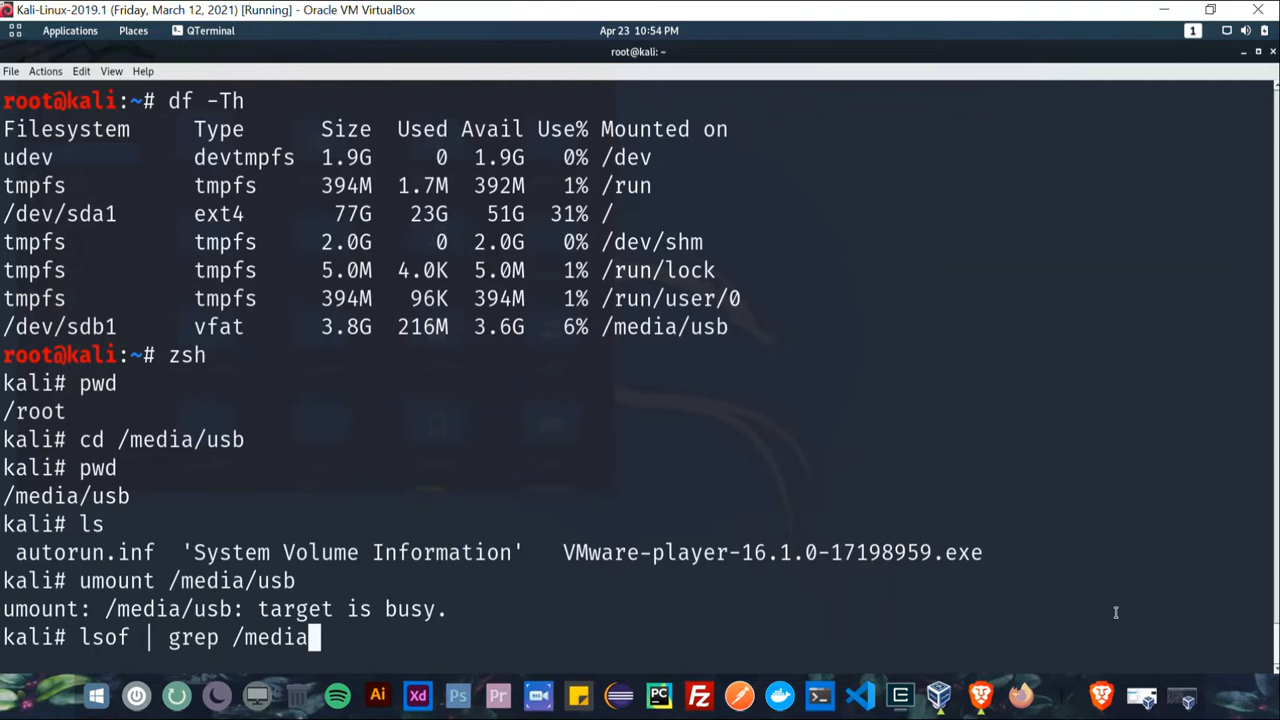 Kali-Linux-2019.1 (Friday, March 12, 2021) [Running] - Oracle VM VirtualBox
Applications Places QTerminal Apr 23 10:54 PM 1
root@kali: ~
File Actions Edit View Help
root@kali:~# df -Th
Filesystem Type Size Used Avail Use% Mounted on
udev devtmpfs 1.9G 0 1.9G 0% /dev
tmpfs tmpfs 394M 1.7M 392M 1% /run
/dev/sda1 ext4 77G 23G 51G 31% /
tmpfs tmpfs 2.0G 0 2.0G 0% /dev/shm
tmpfs tmpfs 5.0M 4.0K 5.0M 1% /run/lock
tmpfs tmpfs 394M 96K 394M 1% /run/user/0
/dev/sdb1 vfat 3.8G 216M 3.6G 6% /media/usb
root@kali:~# zsh
kali# pwd
/root
kali# cd /media/usb
kali# pwd
/media/usb
kali# ls
autorun.inf 'System Volume Information' VMware-player-16.1.0-17198959.exe
kali# umount /media/usb
umount: /media/usb: target is busy.
kali# lsof | grep /media
Ai Xd Ps Pr PC FZ